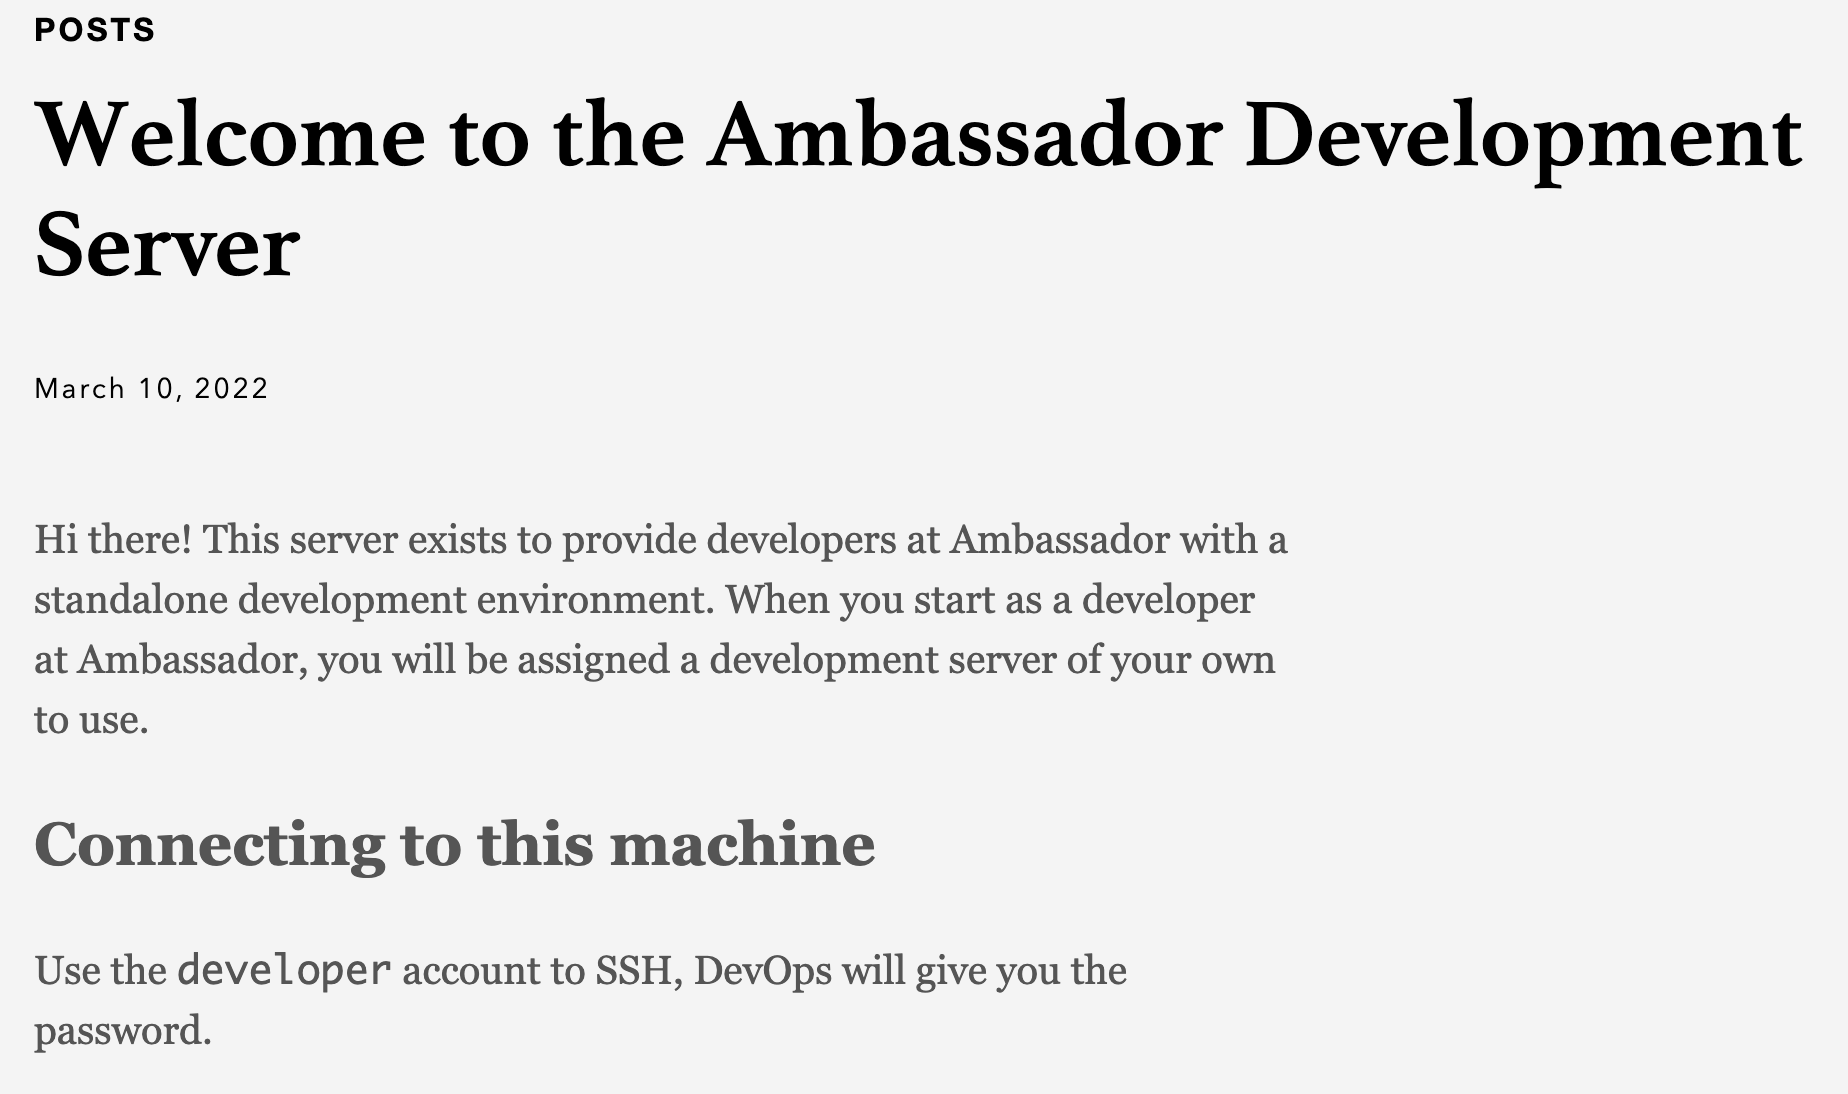 POSTS
Welcome to the Ambassador Development
Server
March 10, 2022
Hi there! This server exists to provide developers at Ambassador with a
standalone development environment. When you start as a developer
at Ambassador, you will be assigned a development server of your own
to use.
Connecting to this machine
Use the developer account to SSH, DevOps will give you the
password.